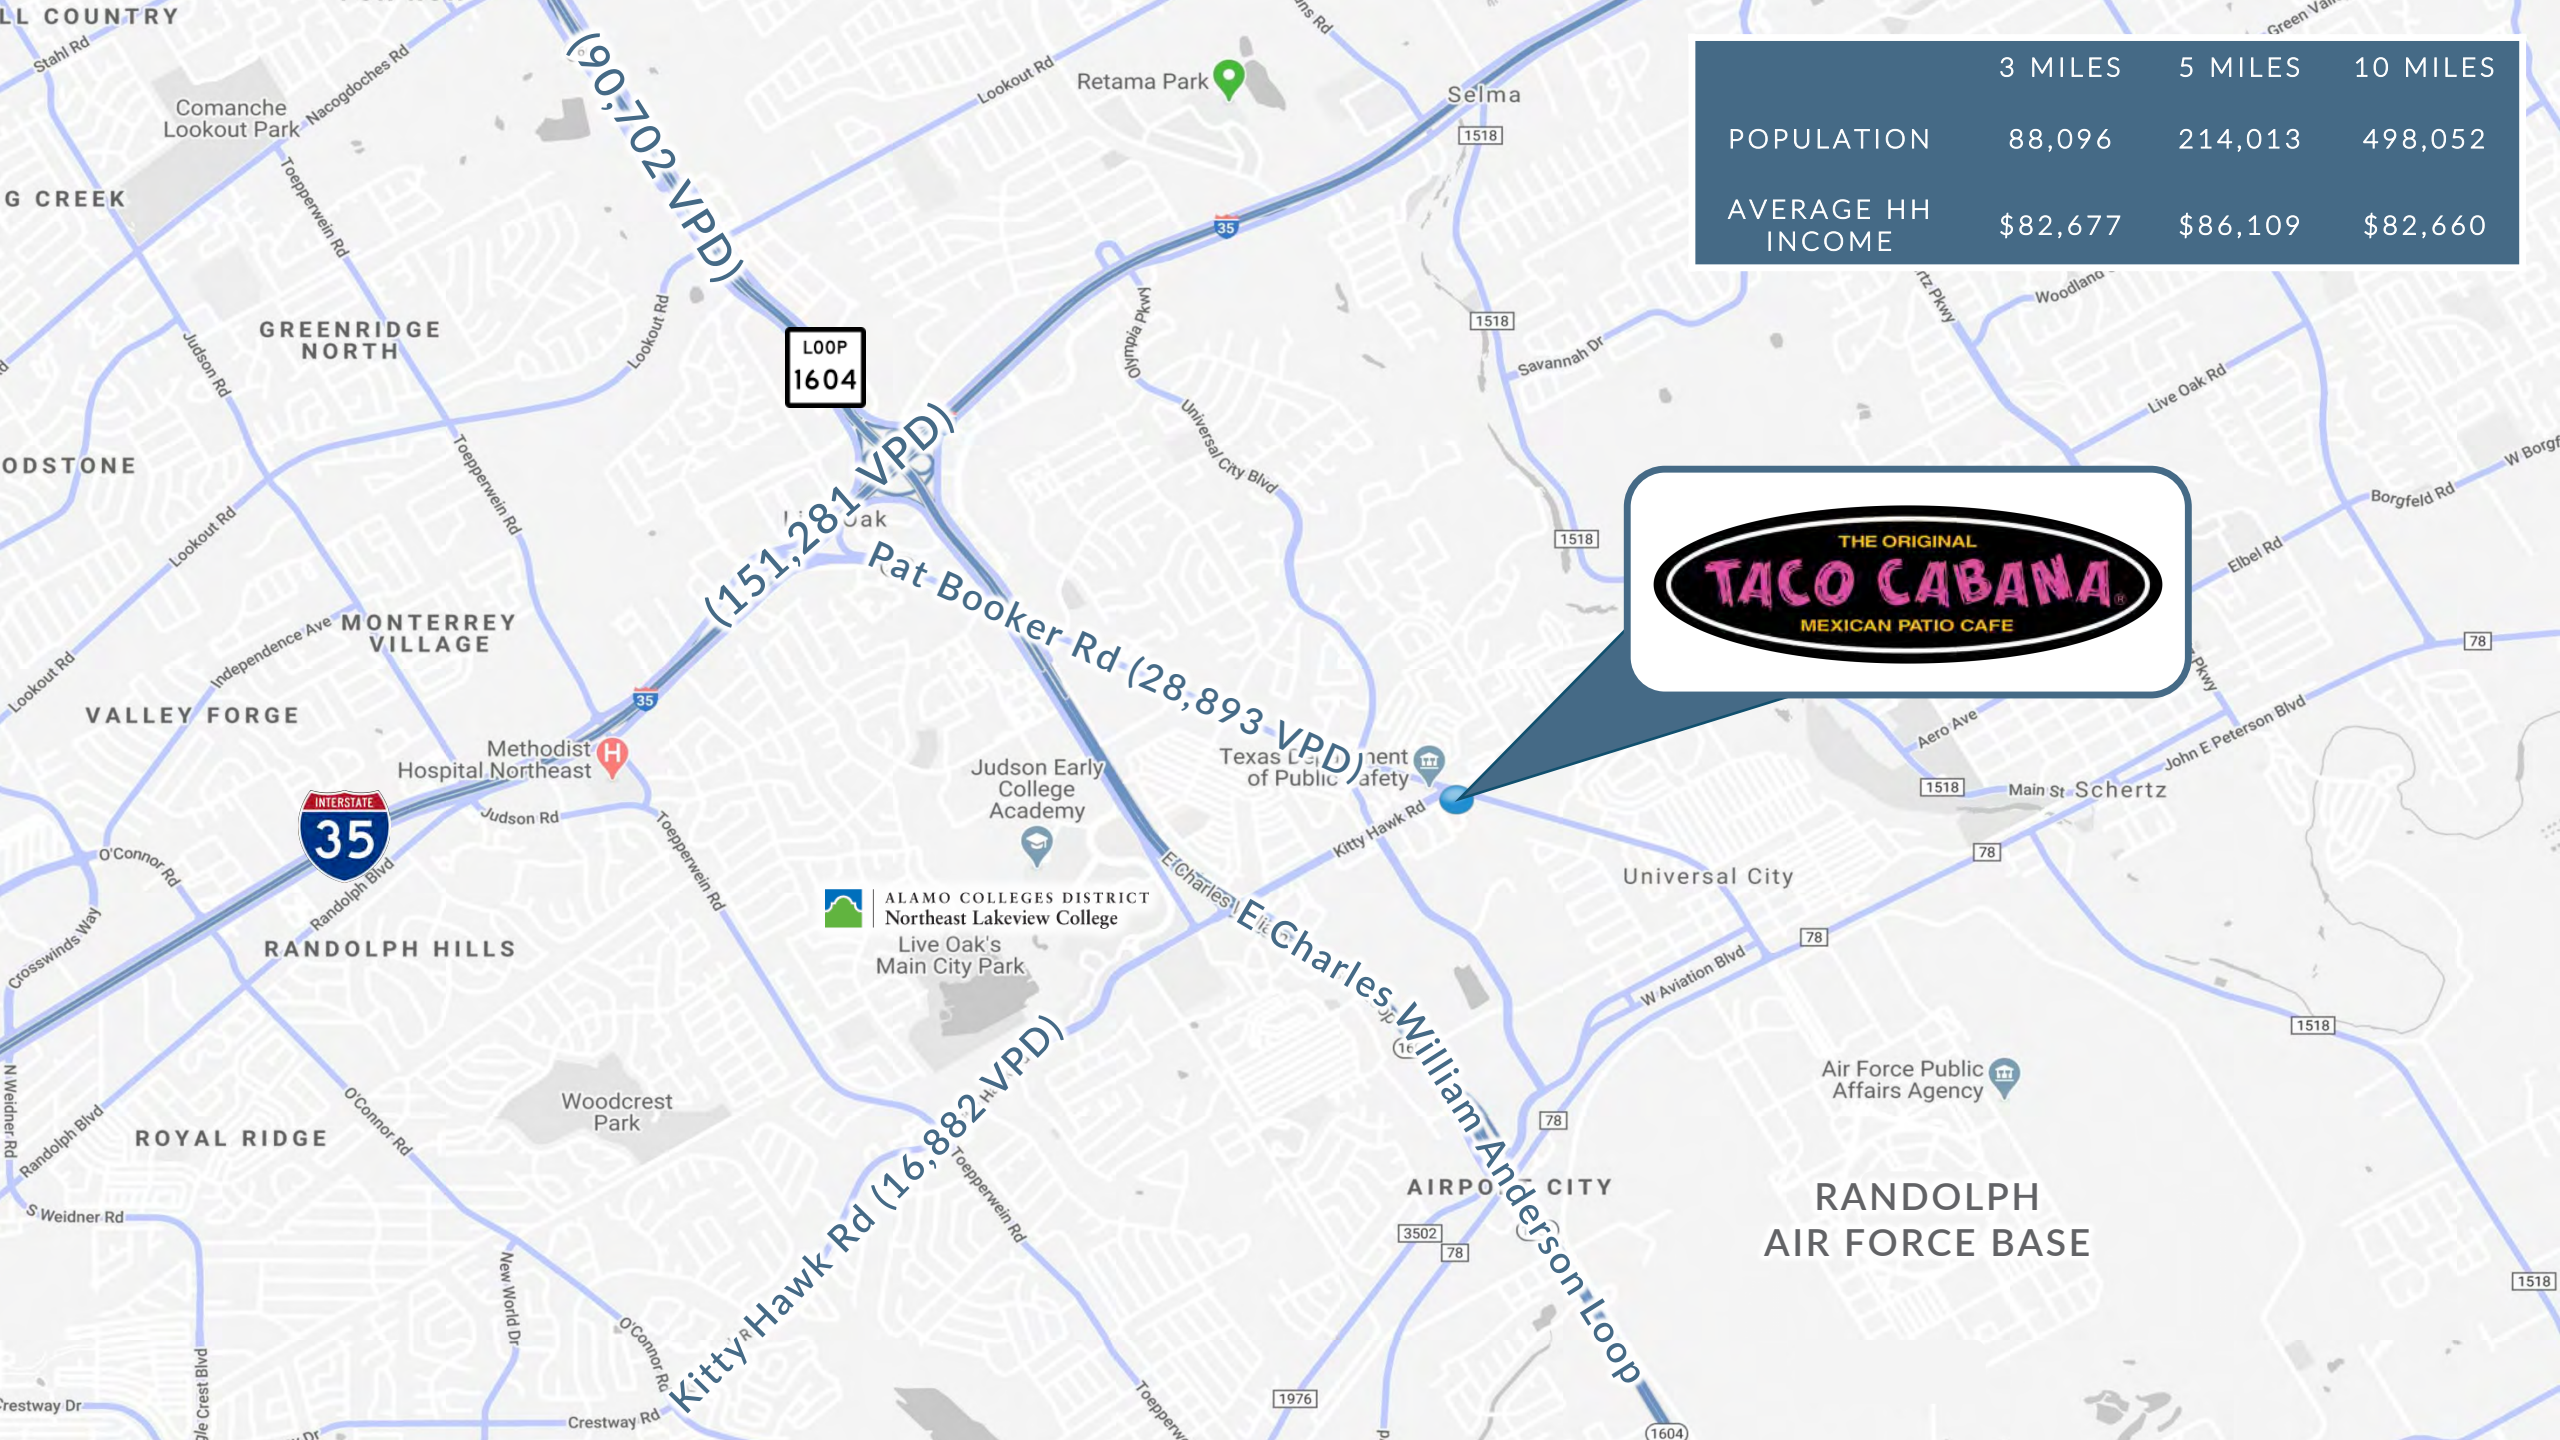 LL COUNTRY
Stahl Rd
Nacogdoches Rd
Comanche
Lookout Park
Toepperwein Rd
G CREEK
(90,702 VPD)
Lookout Rd
Retama Park
Selma
1518
35
3 MILES 5 MILES 10 MILES
POPULATION 88,096 214,013 498,052
AVERAGE HH
INCOME $82,677 $86,109 $82,660
GREENRIDGE
NORTH
Judson Rd
Lookout Rd
LOOP
1604
Olympia Pkwy
Universal City Blvd
1518
Savannah Dr
Woodland
Live Oak Rd
W Borgf
Borgfeld Rd
Elbel Rd
ODSTONE
Toepperwein Rd
Lookout Rd
(151,281 VPD)
Pat Booker Rd (28,893 VPD)
1518
THE ORIGINAL
TACO CABANA®
MEXICAN PATIO CAFE
78
Independence Ave
MONTERREY
VILLAGE
Lookout Rd
VALLEY FORGE
35
Methodist
Hospital Northeast
H
Judson Rd
INTERSTATE
35
O'Connor Rd
Randolph Blvd
Crosswinds Way
RANDOLPH HILLS
Toepperwein Rd
Judson Early
College
Academy
Texas
of Public
Kitty Hawk Rd
Aero Ave
John E Peterson Blvd
1518
Main St
Schertz
78
Universal City
ALAMO COLLEGES DISTRICT
Northeast Lakeview College
Live Oak's
Main City Park
E Charles
E Charles William Anderson Loop
78
W Aviation Blvd
1518
Air Force Public
Affairs Agency
N Weidner Rd
Randolph Blvd
O'Connor Rd
Woodcrest
Park
ROYAL RIDGE
S Weidner Rd
Kitty Hawk Rd (16,882 VPD)
Toepperwein Rd
78
CITY
3502
78
RANDOLPH
AIR FORCE BASE
1518
New World Dr
O'Connor Rd
Crestway Rd
1976
1604